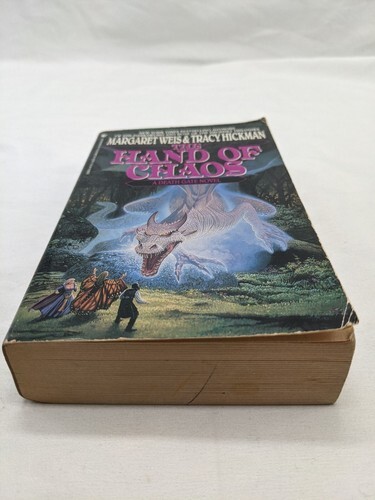 MARGARET WEIS & TRACY HICKMAN
THE
HAND OF
CHAOS
A DEATH GATE NOVEL